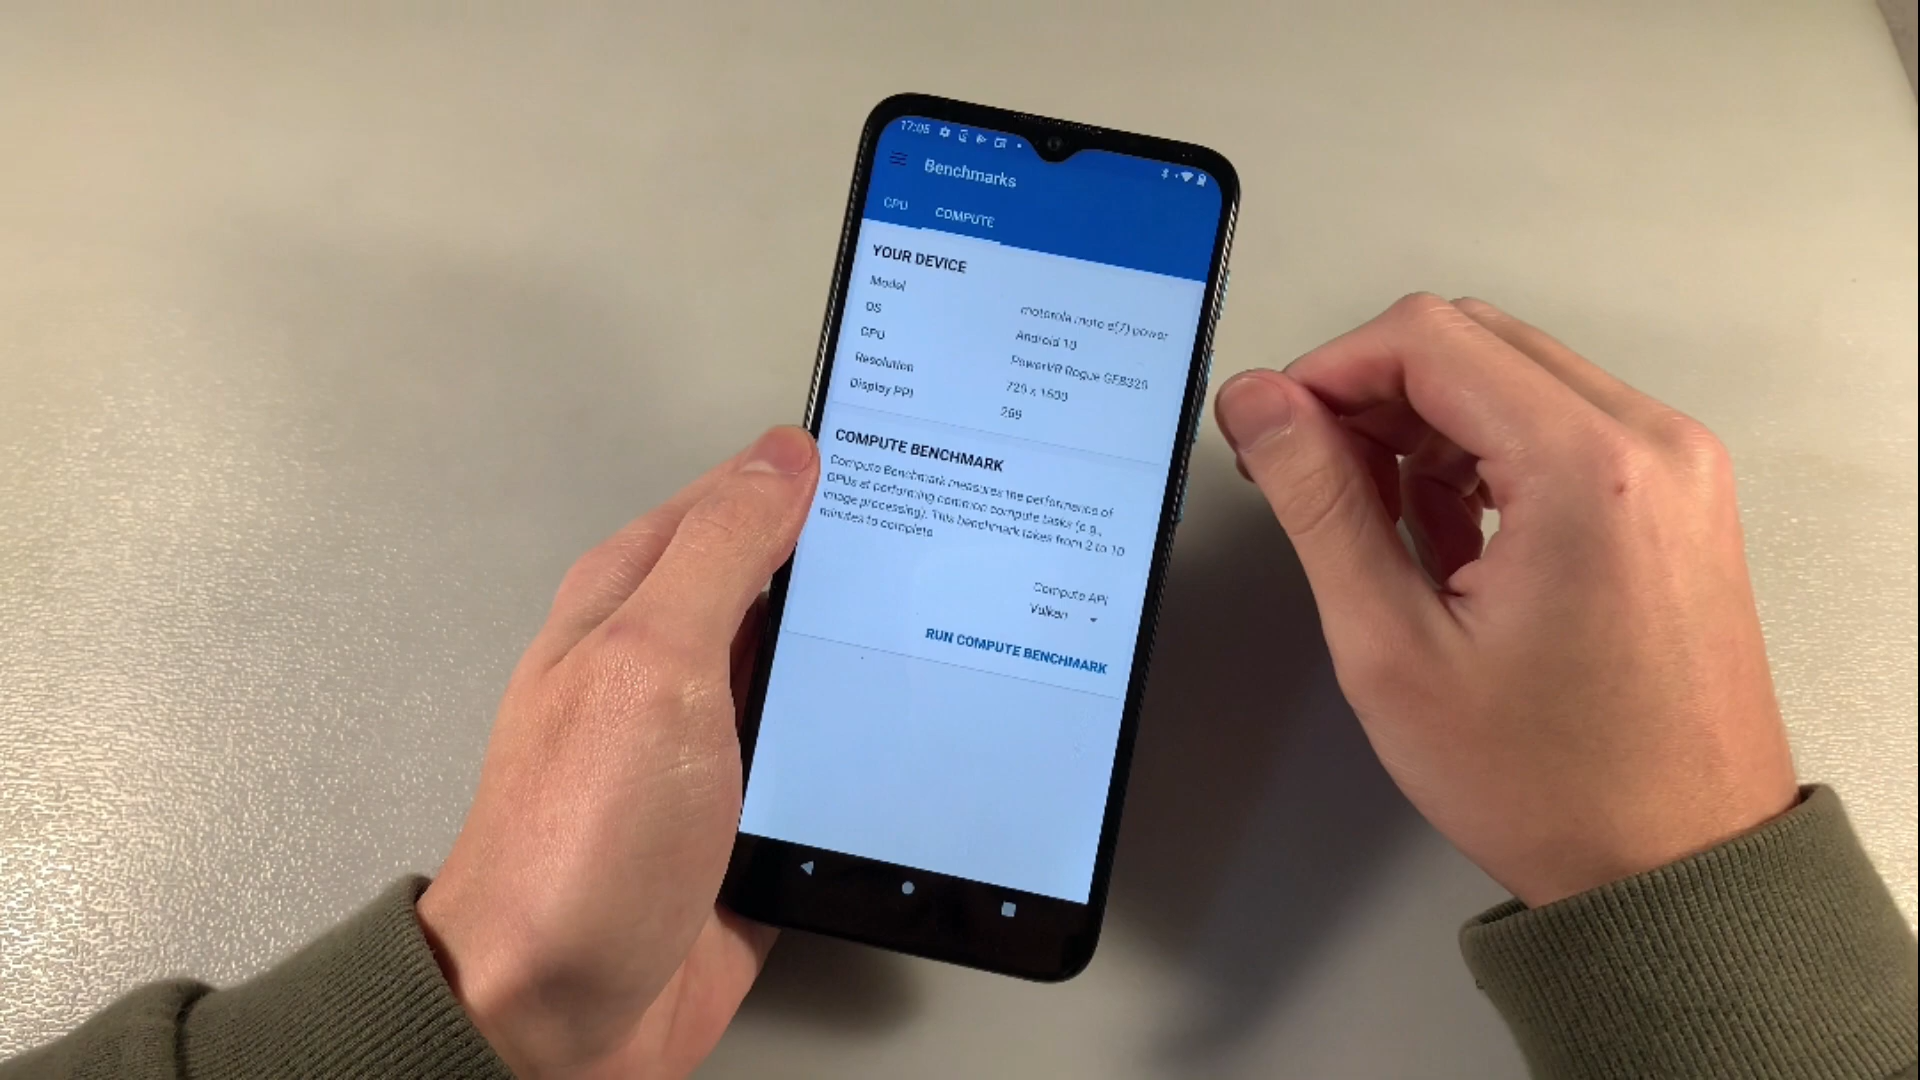 17:05
Benchmarks
CPU COMPUTE
YOUR DEVICE
Model motorola moto e(7) power
OS Android 10
GPU PowerVR Rogue GE8320
Resolution 720 x 1600
Display PPI 269
COMPUTE BENCHMARK
Compute Benchmark measures the performance of
GPUs at performing common compute tasks (e.g.,
image processing). This benchmark takes from 2 to 10
minutes to complete.
Compute API
Vulkan
RUN COMPUTE BENCHMARK